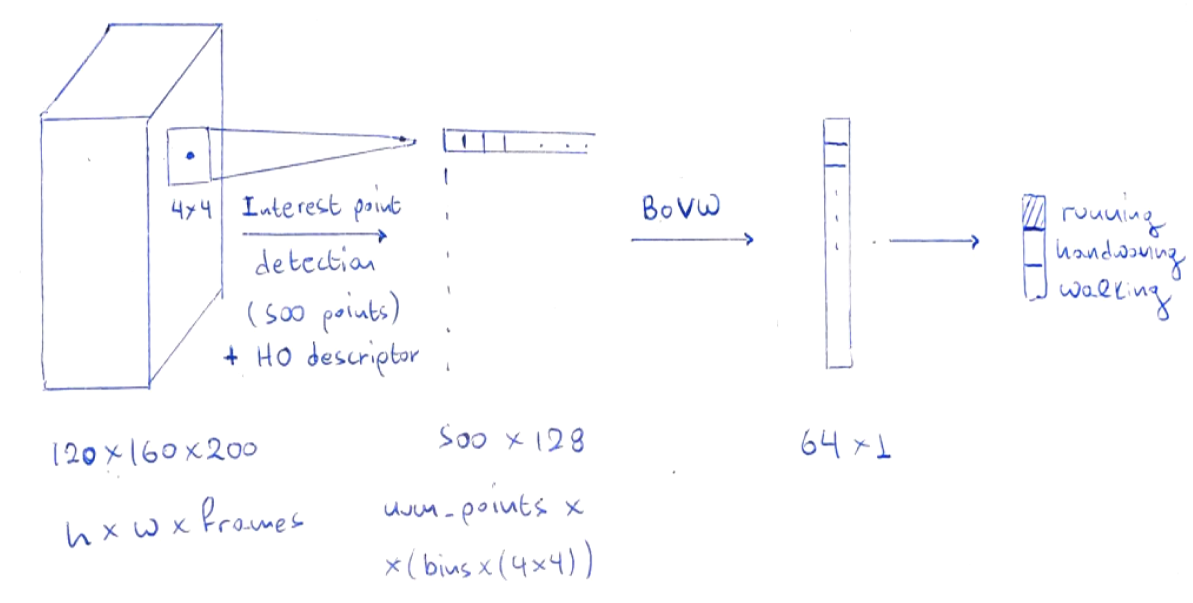 4x4
Interest point
detection
(500 points)
+ HO descriptor
BoVW
running
handwaving
walking
120x160x200
h x w x frames
500 x 128
num_points x
x(bins x(4x4))
64 x 1